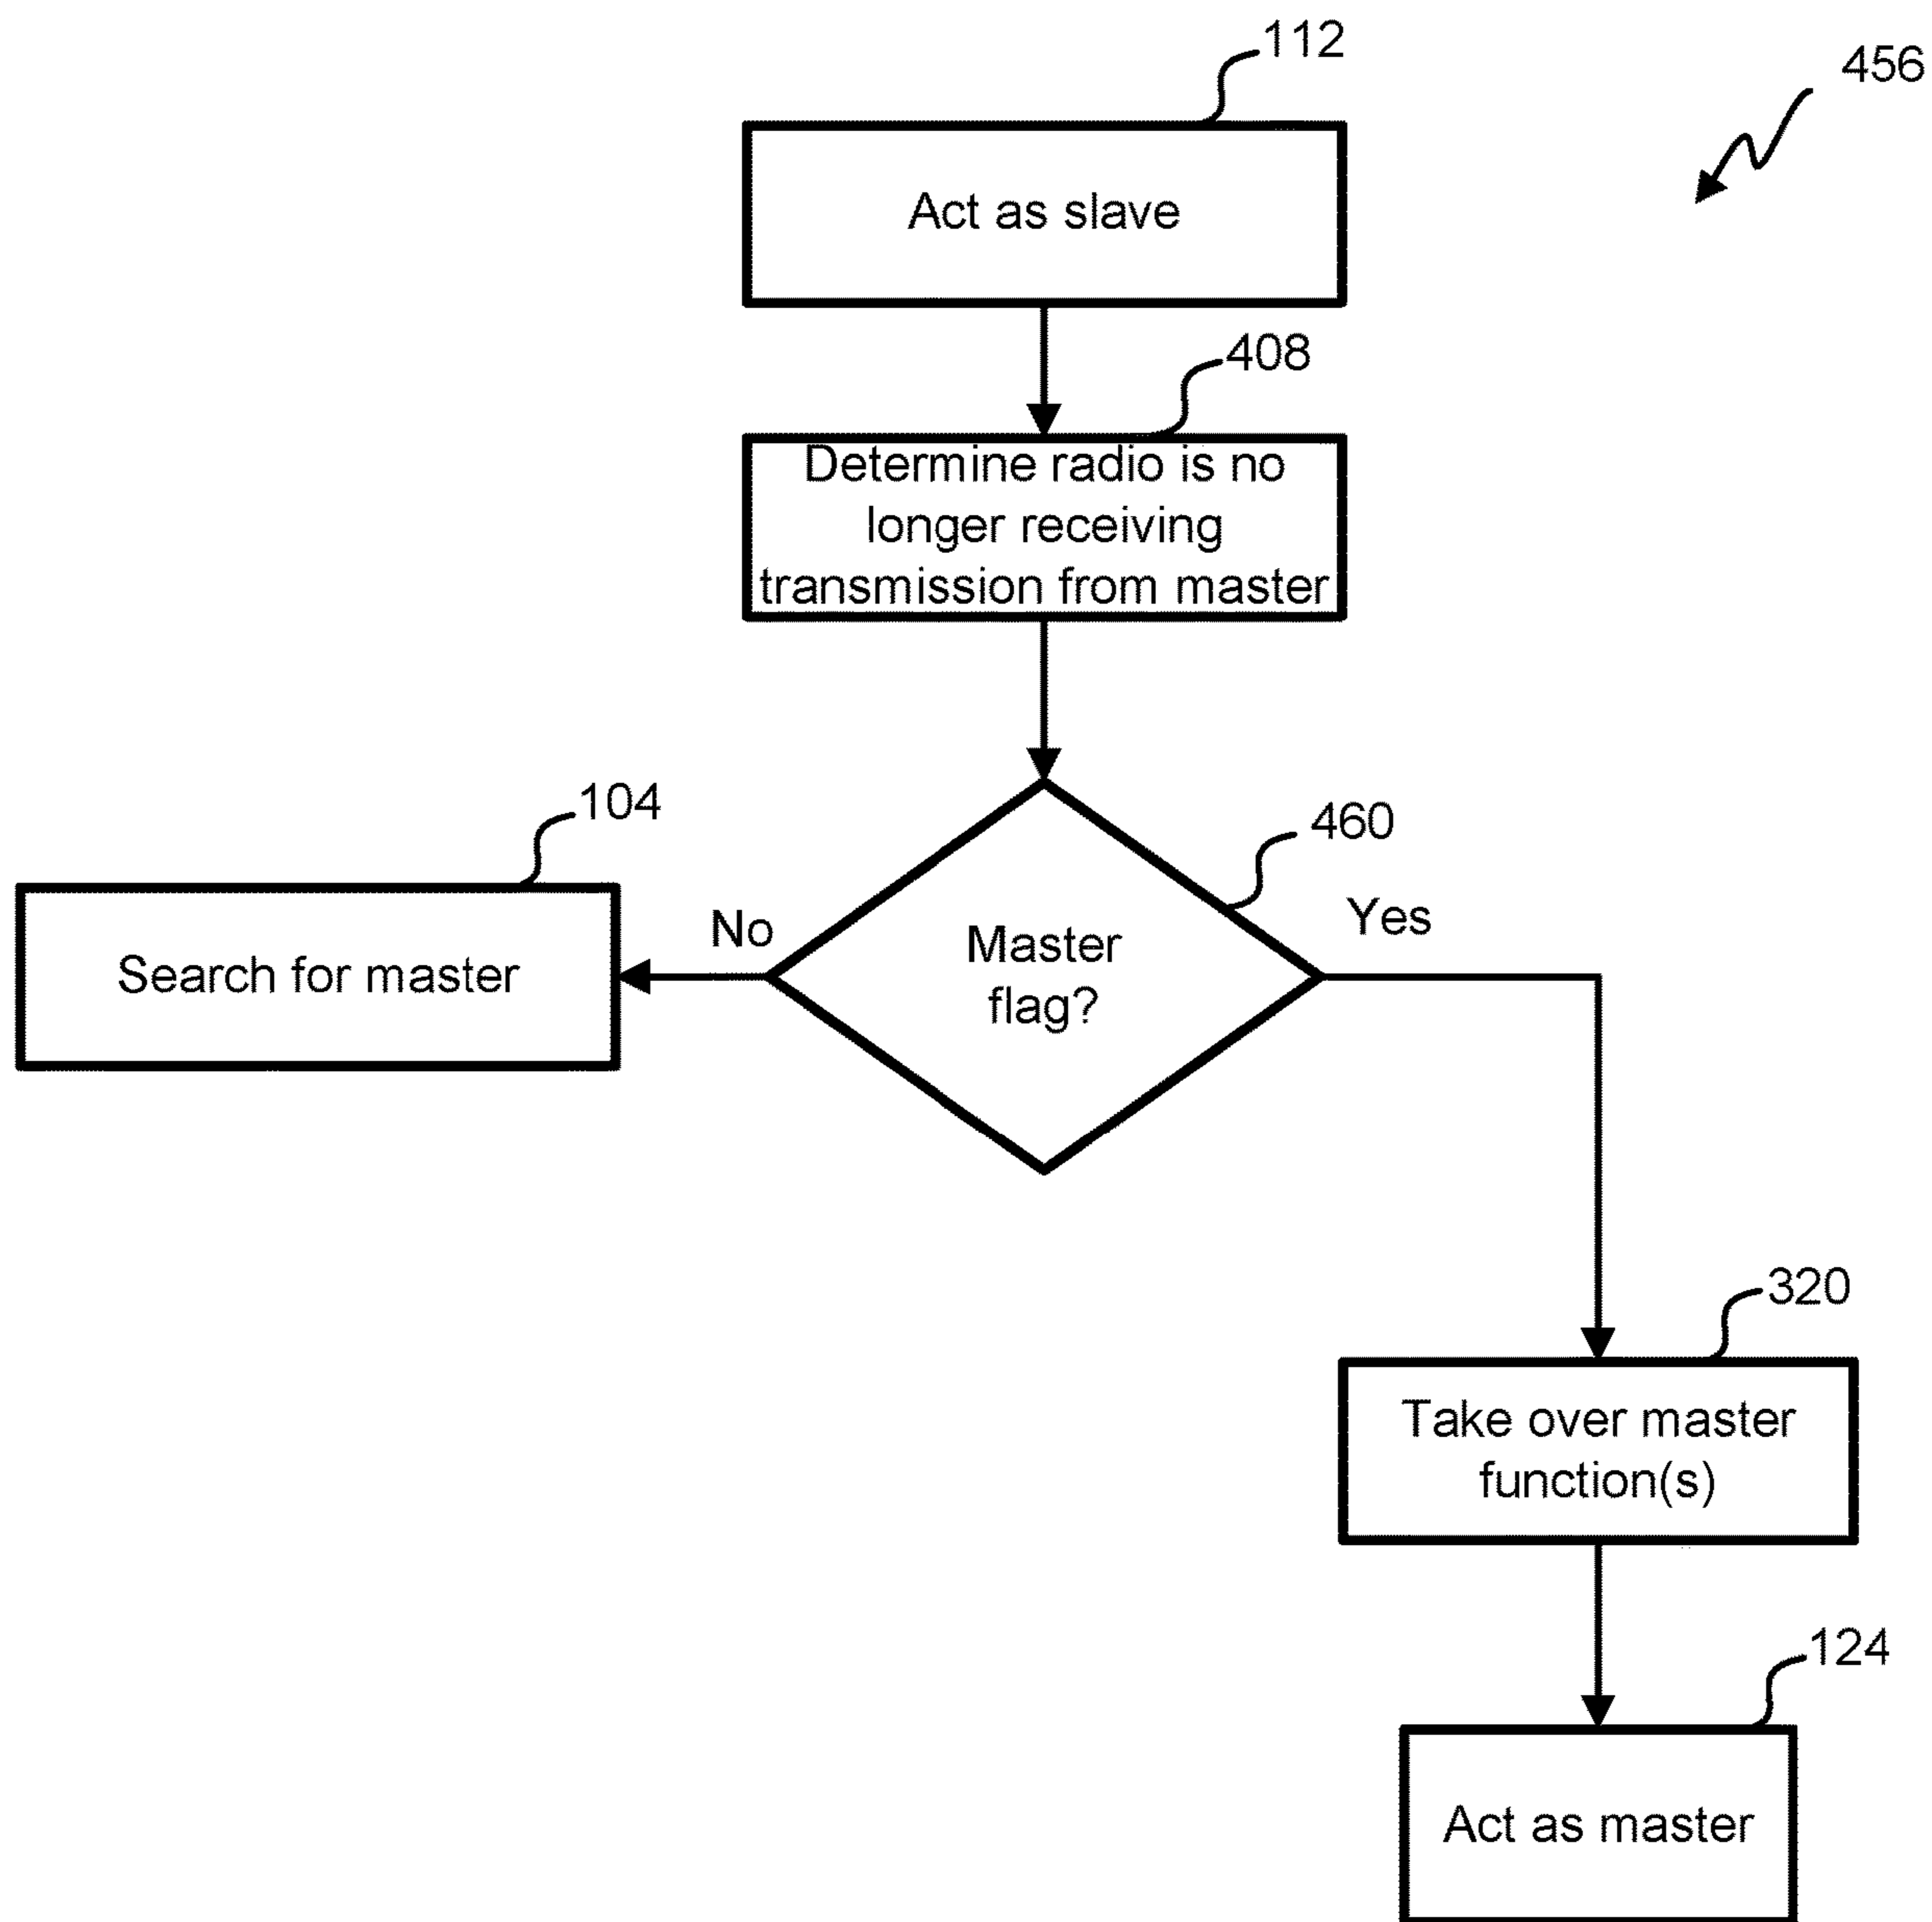 112
456
Act as slave
408
Determine radio is no
longer receiving
transmission from master
104
460
No
Yes
Search for master
Master
flag?
320
Take over master
function(s)
124
Act as master